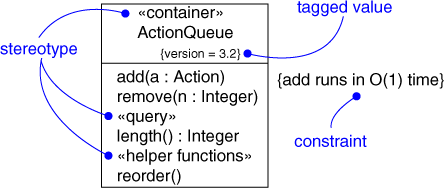 «container»
tagged value
ActionQueue
stereotype
{version = 3.2}
add(a : Action)
{add runs in O(1) time}
remove(n : Integer)
«query»
length() : Integer
constraint
«helper functions»
reorder()